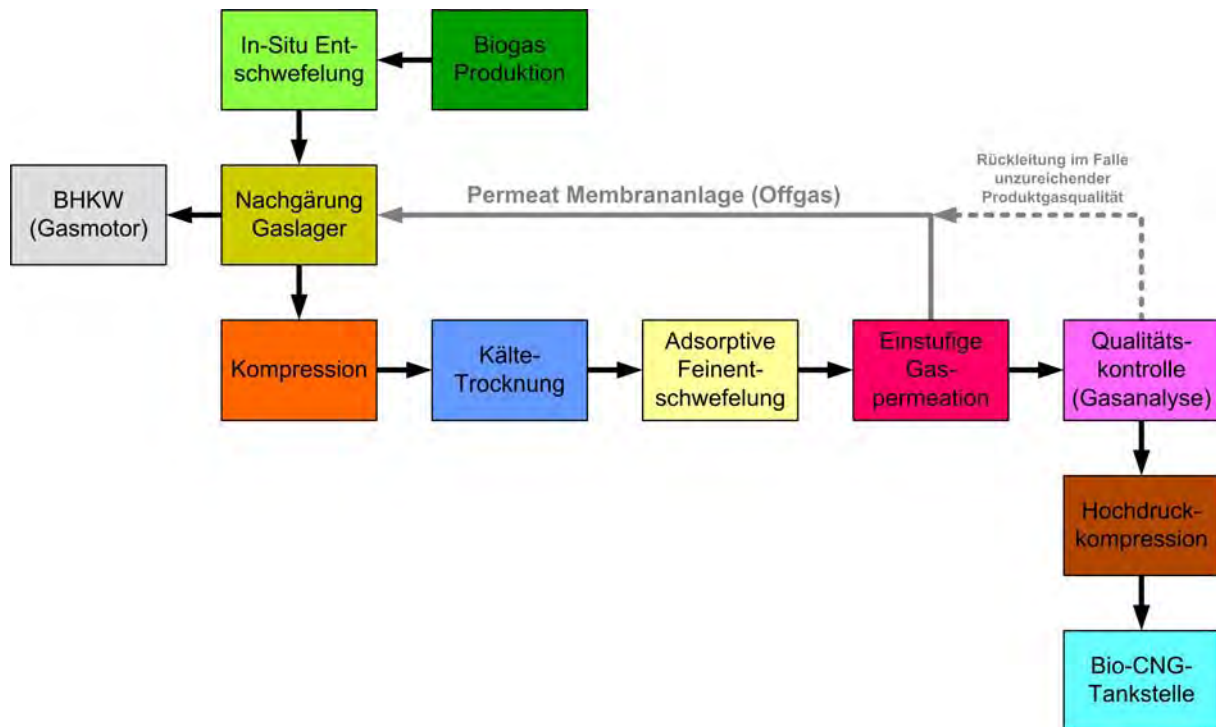 In-Situ Ent-
schwefelung
Biogas
Produktion
BHKW
(Gasmotor)
Nachgärung
Gaslager
Permeat Membrananlage (Offgas)
Rückleitung im Falle
unzureichender
Produktgasqualität
Kompression
Kälte-
Trocknung
Adsorptive
Feinent-
schwefelung
Einstufige
Gas-
permeation
Qualitäts-
kontrolle
(Gasanalyse)
Hochdruck-
kompression
Bio-CNG-
Tankstelle